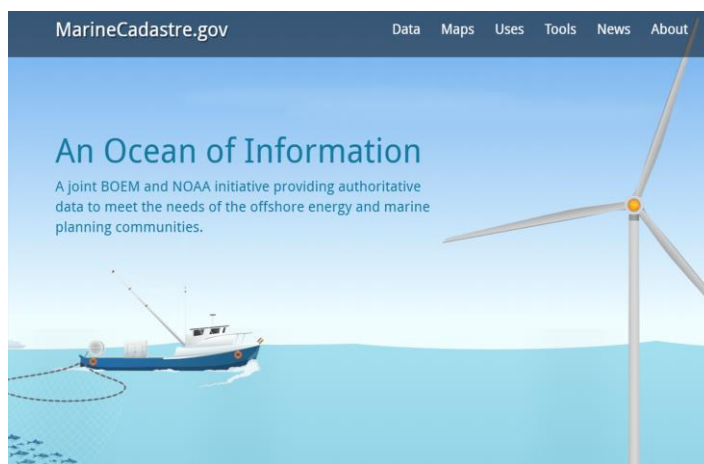 MarineCadastre.gov
Data Maps Uses Tools News About
An Ocean of Information
A joint BOEM and NOAA initiative providing authoritative
data to meet the needs of the offshore energy and marine
planning communities.